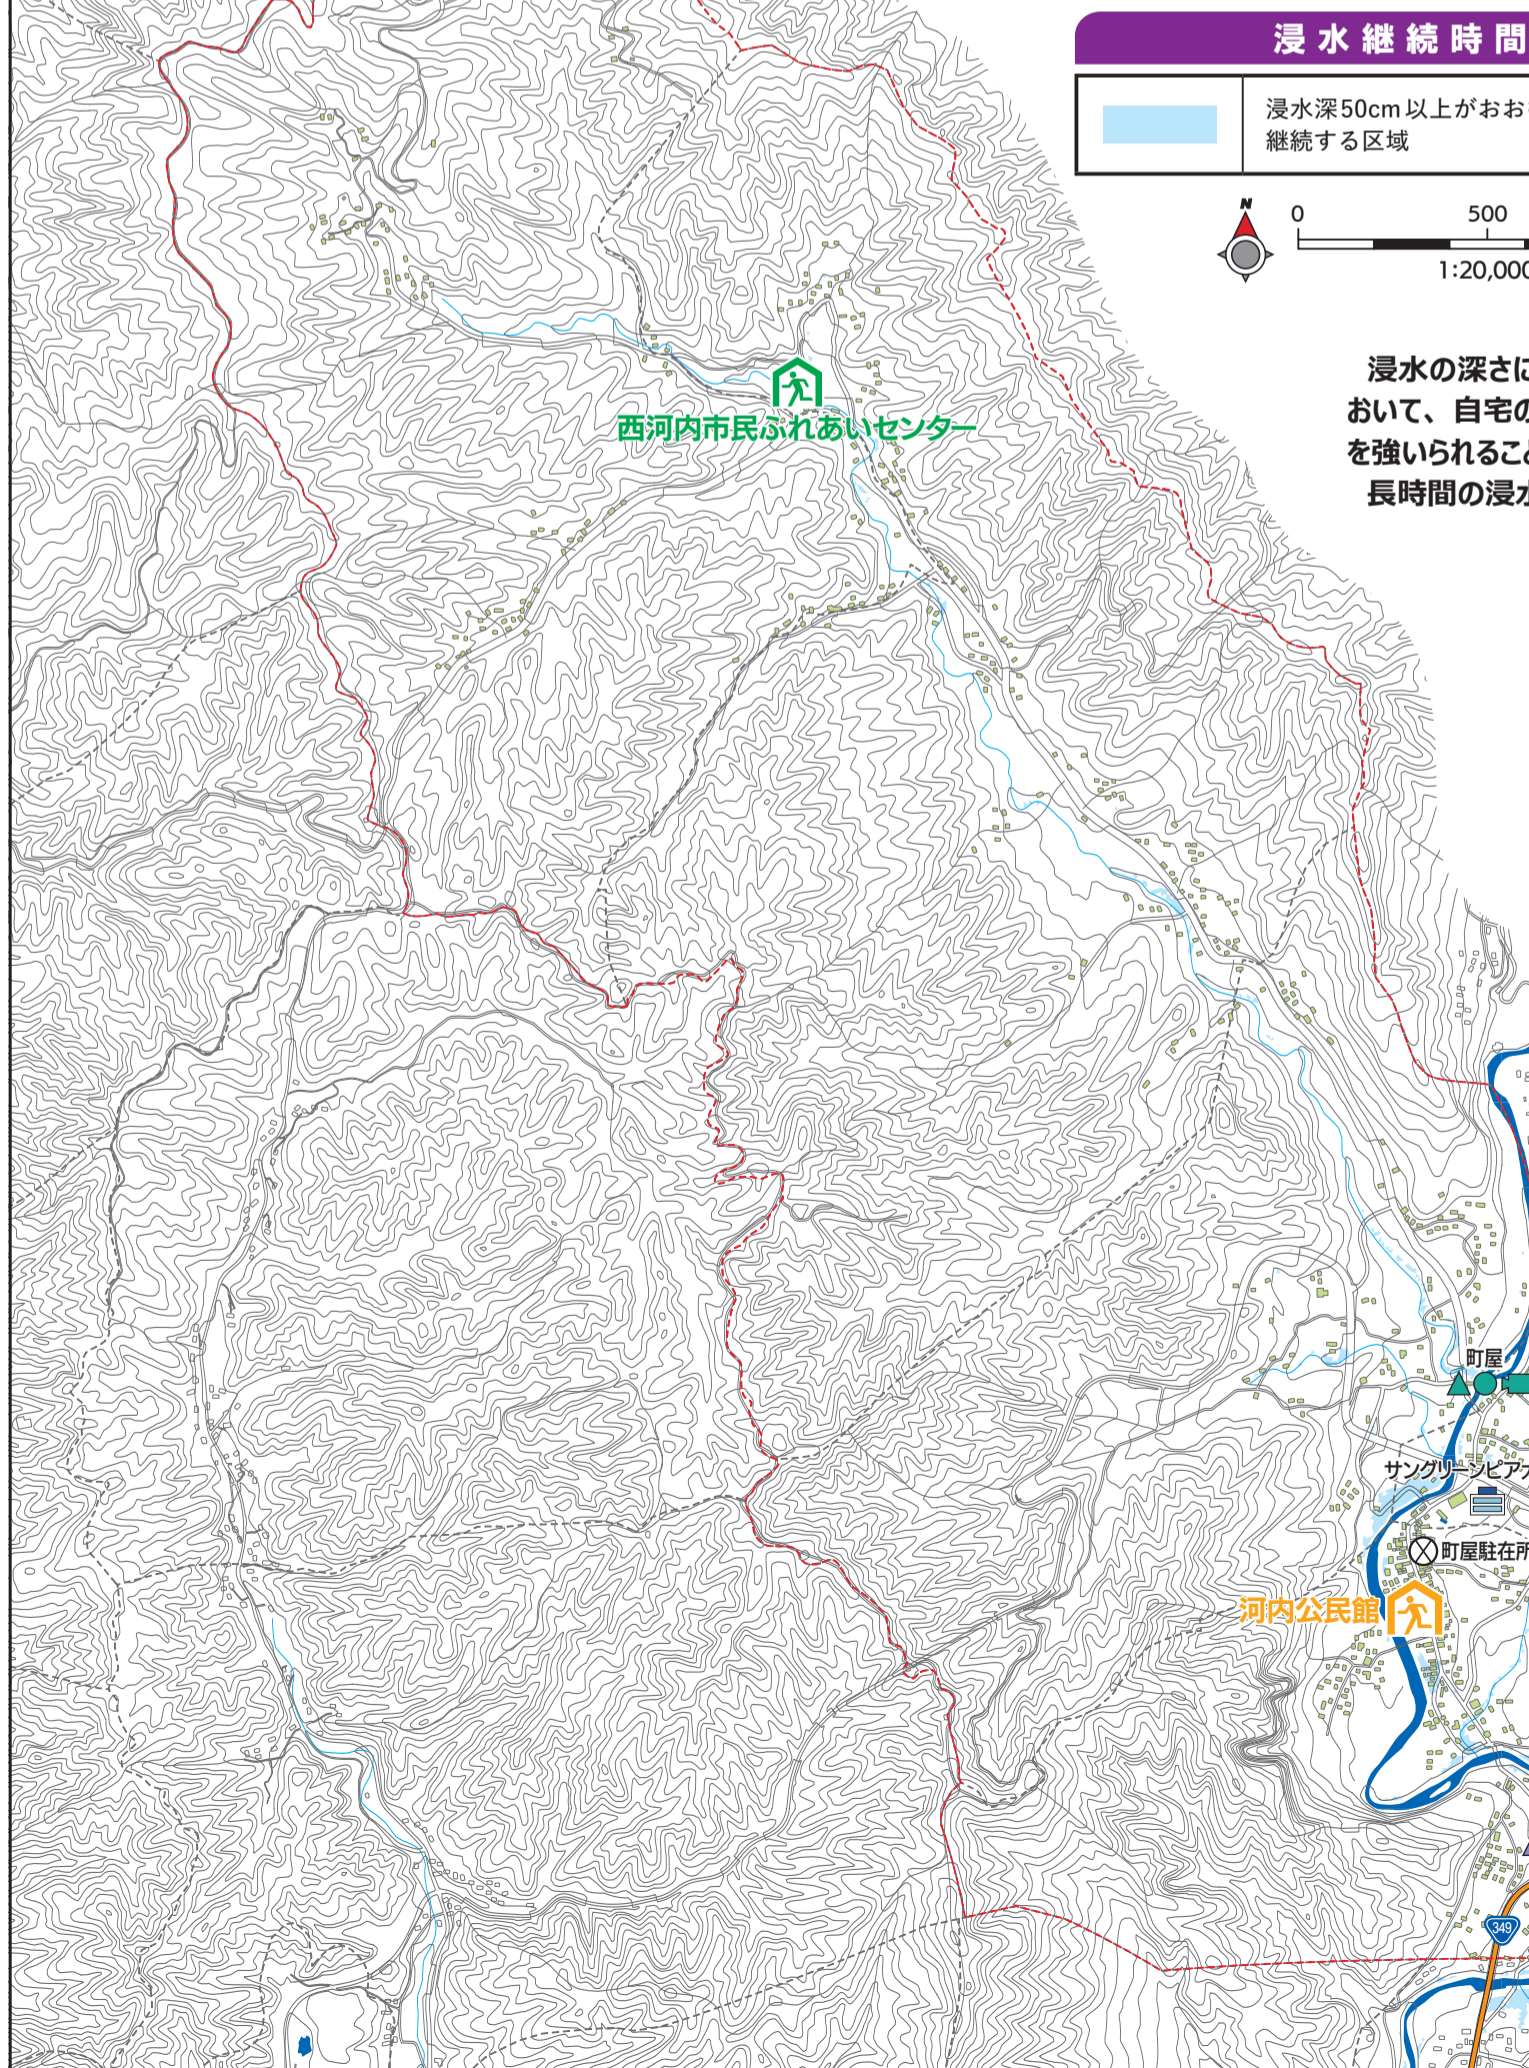 浸水継続時間
浸水深50cm以上がおお
継続する区域
N
0 500
1:20,000
浸水の深さに
おいて、自宅の
を強いられるこ
長時間の浸水
西河内市民ふれあいセンター
町屋
サングリーンピア
町屋駐在所
河内公民館
349